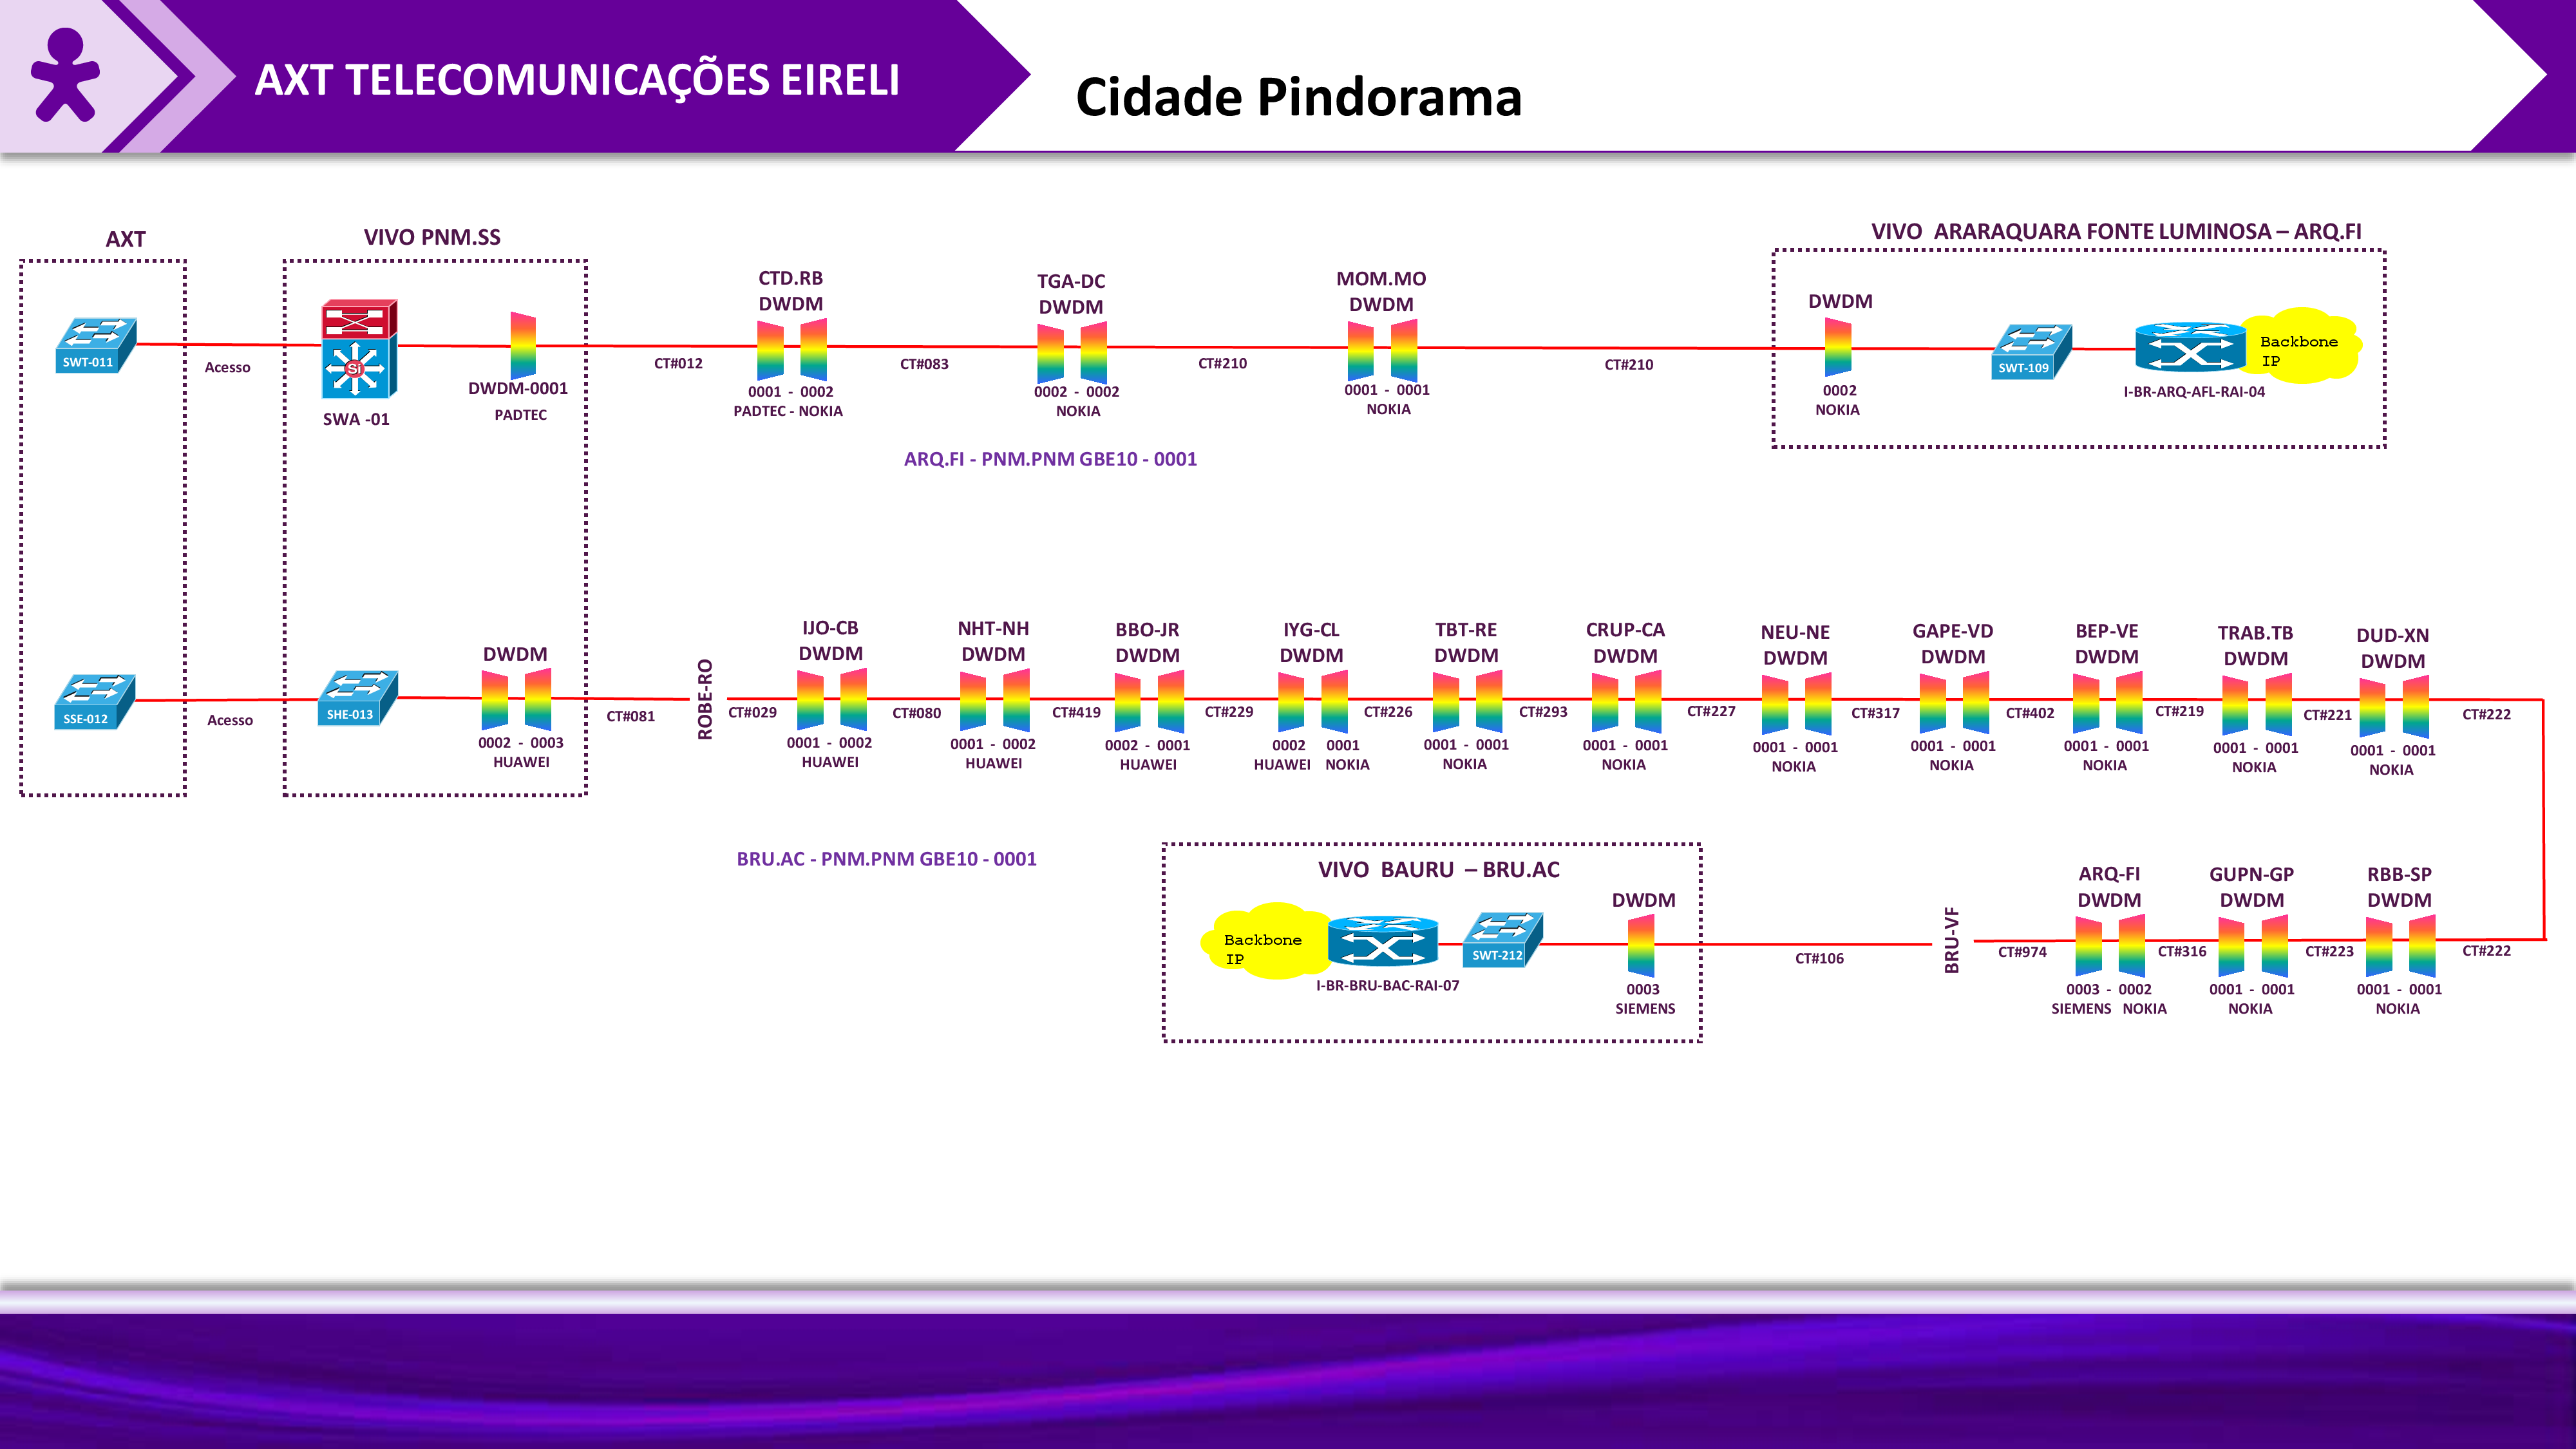 AXT TELECOMUNICAÇÕES EIRELI
Cidade Pindorama
AXT
VIVO PNM.SS
VIVO ARARAQUARA FONTE LUMINOSA – ARQ.FI
SWT-011
Acesso
Si
SWA -01
DWDM-0001
PADTEC
CT#012
CTD.RB
DWDM
0001 - 0002
PADTEC - NOKIA
CT#083
TGA-DC
DWDM
0002 - 0002
NOKIA
CT#210
MOM.MO
DWDM
0001 - 0001
NOKIA
CT#210
DWDM
0002
NOKIA
SWT-109
I-BR-ARQ-AFL-RAI-04
Backbone
IP
ARQ.FI - PNM.PNM GBE10 - 0001
SSE-012
Acesso
SHE-013
DWDM
0002 - 0003
HUAWEI
CT#081
ROBE-RO
CT#029
IJO-CB
DWDM
0001 - 0002
HUAWEI
CT#080
NHT-NH
DWDM
0001 - 0002
HUAWEI
CT#419
BBO-JR
DWDM
0002 - 0001
HUAWEI
CT#229
IYG-CL
DWDM
0002 0001
HUAWEI NOKIA
CT#226
TBT-RE
DWDM
0001 - 0001
NOKIA
CT#293
CRUP-CA
DWDM
0001 - 0001
NOKIA
CT#227
NEU-NE
DWDM
0001 - 0001
NOKIA
CT#317
GAPE-VD
DWDM
0001 - 0001
NOKIA
CT#402
BEP-VE
DWDM
0001 - 0001
NOKIA
CT#219
TRAB.TB
DWDM
0001 - 0001
NOKIA
CT#221
DUD-XN
DWDM
0001 - 0001
NOKIA
CT#222
BRU.AC - PNM.PNM GBE10 - 0001
VIVO BAURU – BRU.AC
Backbone
IP
I-BR-BRU-BAC-RAI-07
SWT-212
DWDM
0003
SIEMENS
CT#106
BRU-VF
CT#974
ARQ-FI
DWDM
0003 - 0002
SIEMENS NOKIA
CT#316
GUPN-GP
DWDM
0001 - 0001
NOKIA
CT#223
RBB-SP
DWDM
0001 - 0001
NOKIA
CT#222